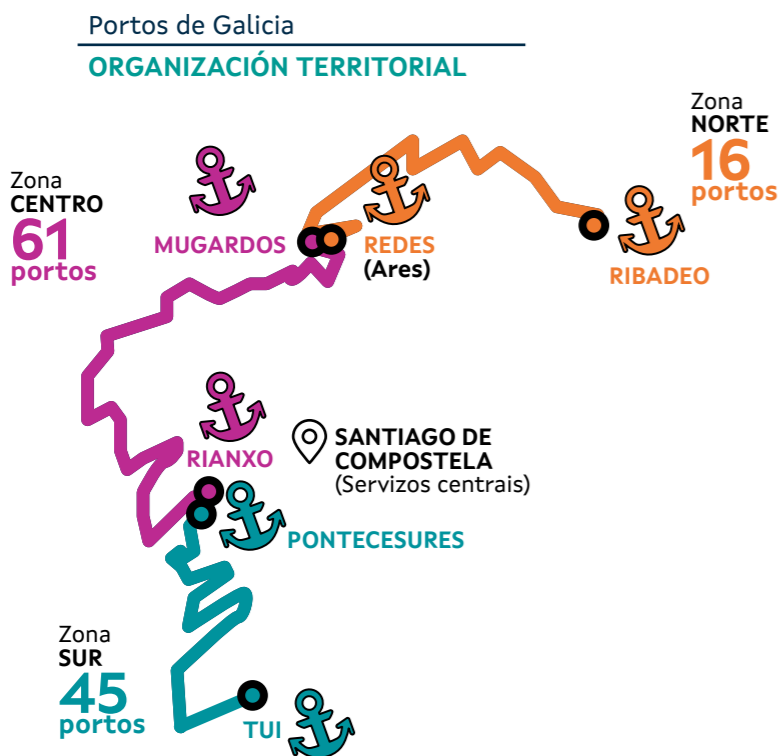 Portos de Galicia
ORGANIZACIÓN TERRITORIAL
Zona
NORTE
16
portos
Zona
CENTRO
61
portos
MUGARDOS
REDES
(Ares)
RIBADEO
RIANXO
SANTIAGO DE
COMPOSTELA
(Servizos centrais)
PONTECESURES
Zona
SUR
45
portos
TUI